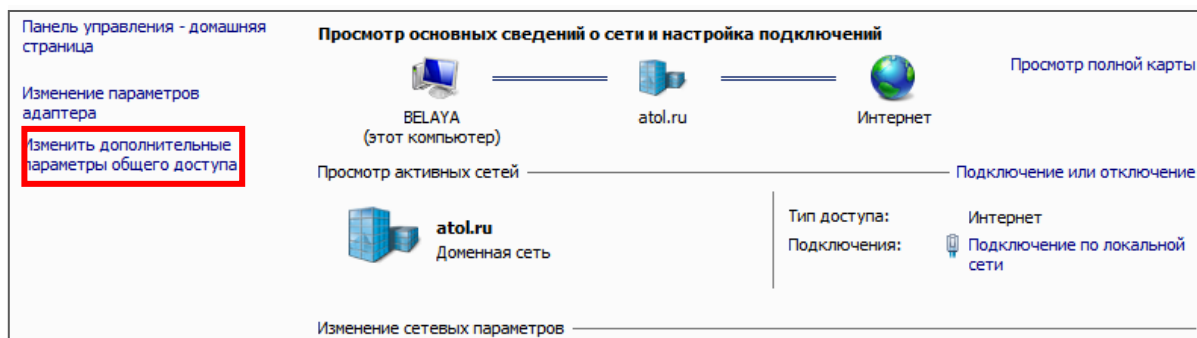 Панель управления - домашняя
страница
Изменение параметров
адаптера
Изменить дополнительные
параметры общего доступа
Просмотр основных сведений о сети и настройка подключений
Просмотр полной карты
BELAYA
(этот компьютер)
atol.ru
Интернет
Просмотр активных сетей
Подключение или отключение
atol.ru
Доменная сеть
Тип доступа: Интернет
Подключения: Подключение по локальной
сети
Изменение сетевых параметров